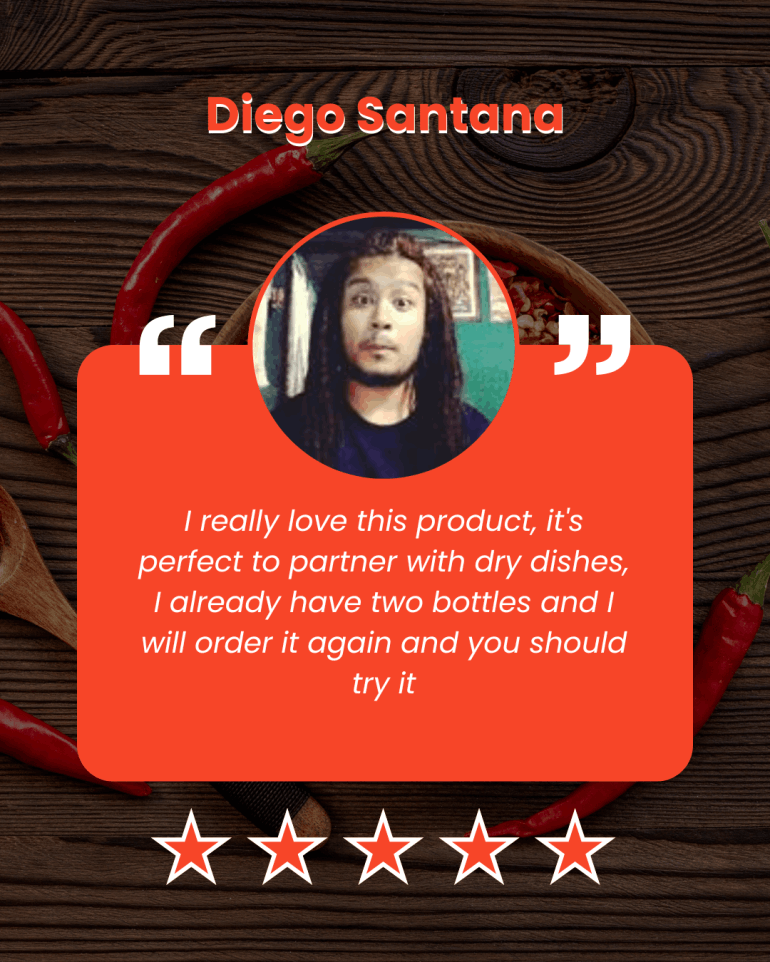 Diego Santana
“ ”
I really love this product, it's
perfect to partner with dry dishes,
I already have two bottles and I
will order it again and you should
try it